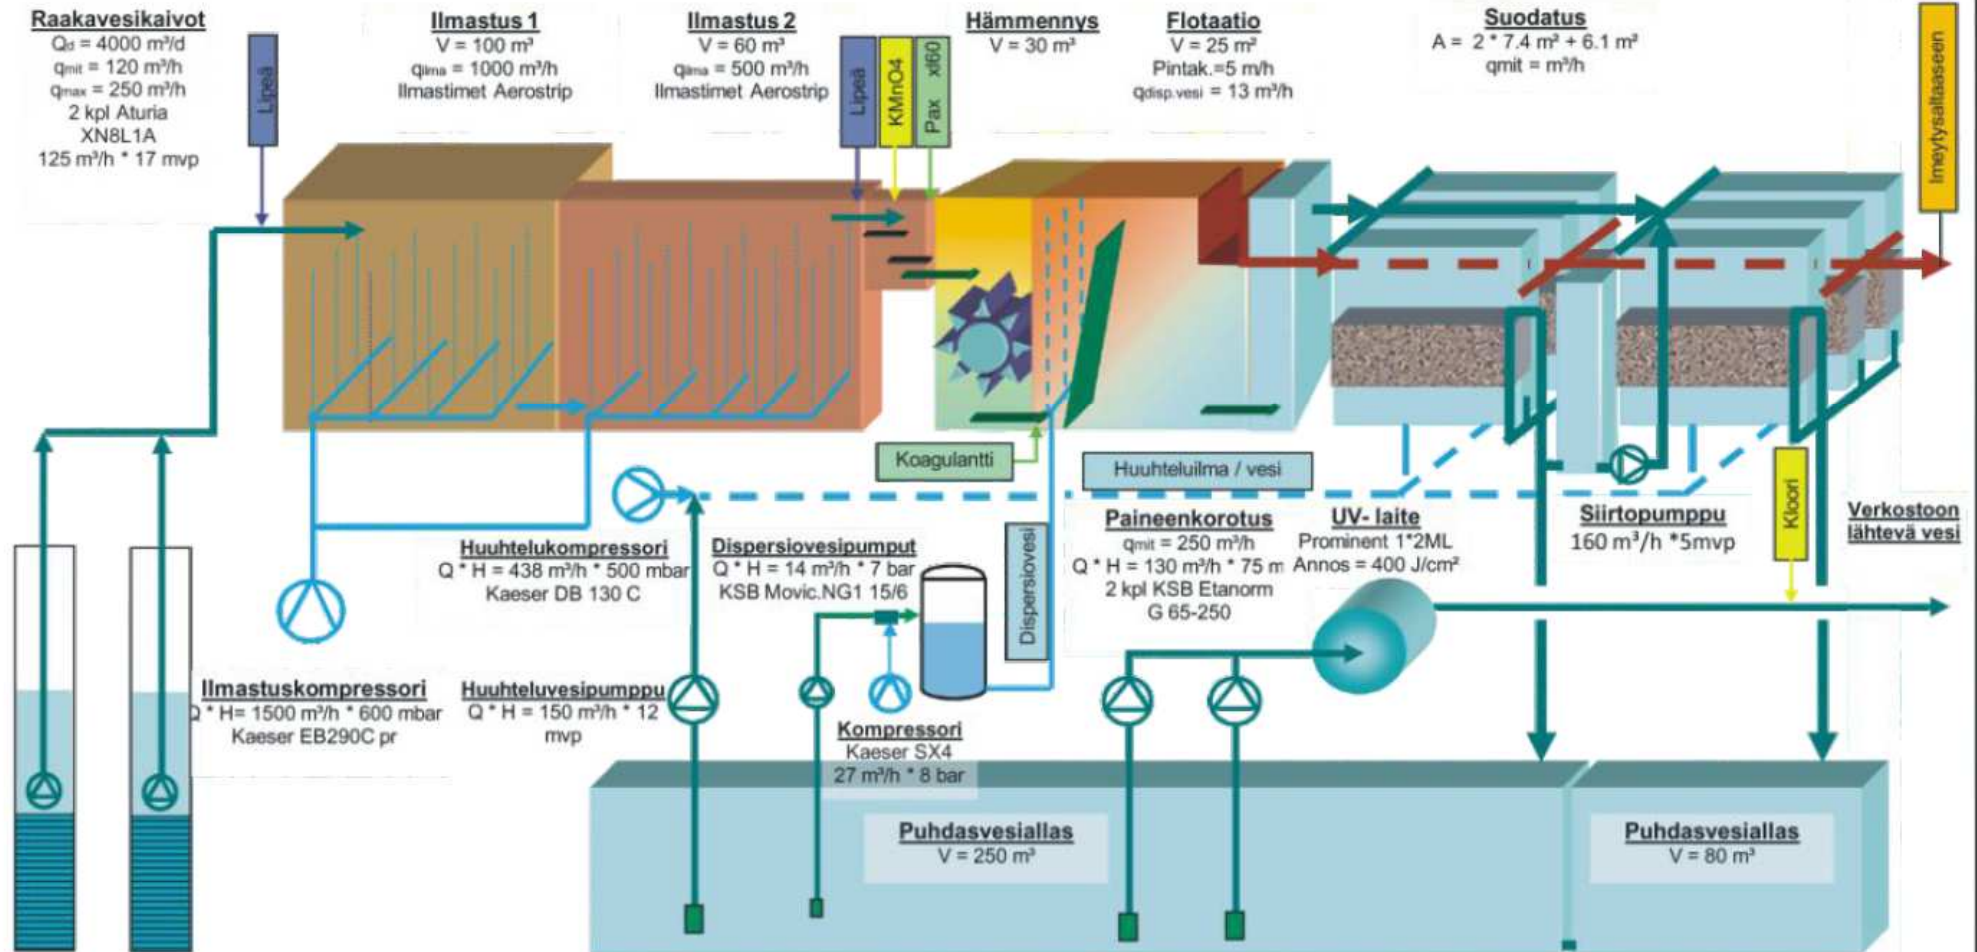 Raakavesikaivot
Qd = 4000 m³/d
qmit = 120 m³/h
qmax = 250 m³/h
2 kpl Aturia
XN8L1A
125 m³/h * 17 mvp
Lipeä
Ilmastus 1
V = 100 m³
qilma = 1000 m³/h
Ilmastimet Aerostrip
Ilmastus 2
V = 60 m³
qilma = 500 m³/h
Ilmastimet Aerostrip
Lipeä
KMnO4
Pax xl60
Hämmennys
V = 30 m³
Flotaatio
V = 25 m²
Pintak.=5 m/h
qdisp.vesi = 13 m³/h
Suodatus
A = 2 * 7.4 m² + 6.1 m²
qmit = m³/h
Imeytysaltaaseen
Koagulantti
Huuhteluilma / vesi
Huuhtelukompressori
Q * H = 438 m³/h * 500 mbar
Kaeser DB 130 C
Dispersiovesipumput
Q * H = 14 m³/h * 7 bar
KSB Movic.NG1 15/6
Dispersiovesi
Paineenkorotus
qmit = 250 m³/h
Q * H = 130 m³/h * 75 m
2 kpl KSB Etanorm
G 65-250
UV- laite
Prominent 1*2ML
Annos = 400 J/cm²
Siirtopumppu
160 m³/h *5mvp
Kloori
Verkostoon
lähtevä vesi
Ilmastuskompressori
Q * H= 1500 m³/h * 600 mbar
Kaeser EB290C pr
Huuhteluvesipumppu
Q * H = 150 m³/h * 12
mvp
Kompressori
Kaeser SX4
27 m³/h * 8 bar
Puhdasvesiallas
V = 250 m³
Puhdasvesiallas
V = 80 m³